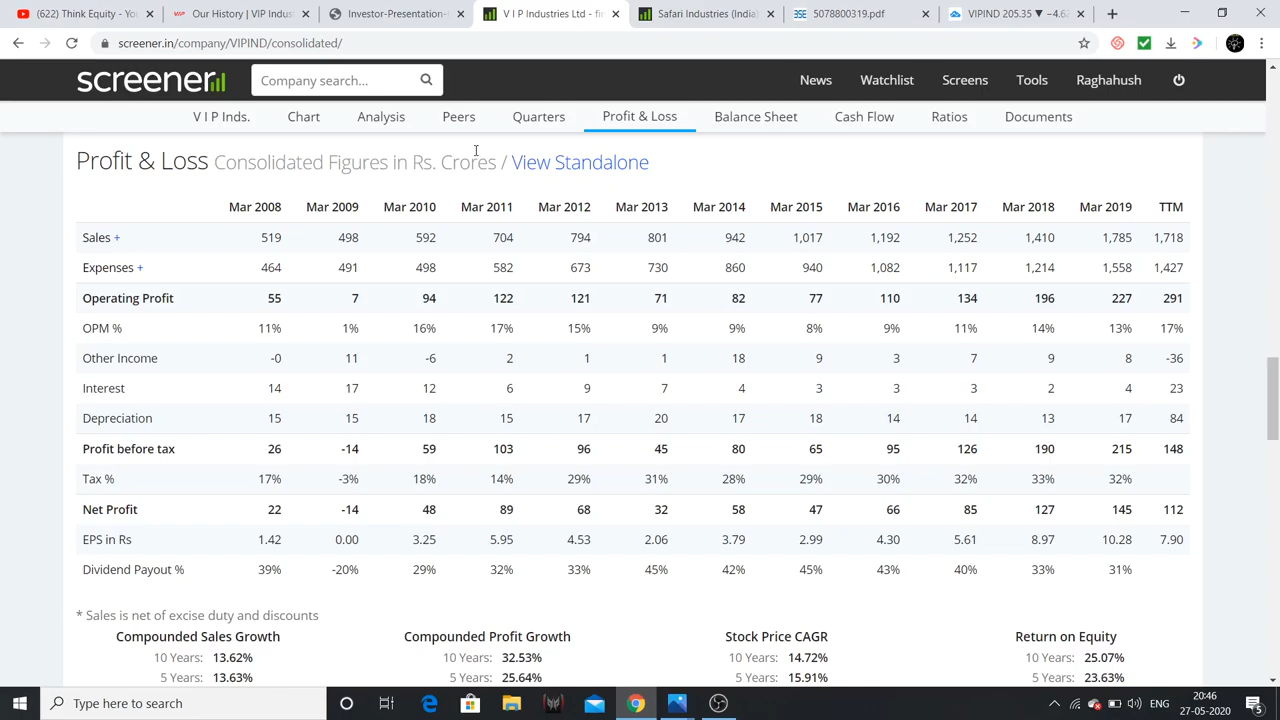 (82) Think Equity - You
Our History | VIP Indust
Investor-Presentation-
V I P Industries Ltd - fin
Safari Industries (India)
5078800319.pdf
VIPIND 205.35 ▼ −4.62
screener.in/company/VIPIND/consolidated/
screener
Company search...
News Watchlist Screens Tools Raghahush
V I P Inds. Chart Analysis Peers Quarters Profit & Loss Balance Sheet Cash Flow Ratios Documents
Profit & Loss Consolidated Figures in Rs. Crores / View Standalone
Mar 2008 Mar 2009 Mar 2010 Mar 2011 Mar 2012 Mar 2013 Mar 2014 Mar 2015 Mar 2016 Mar 2017 Mar 2018 Mar 2019 TTM
Sales + 519 498 592 704 794 801 942 1,017 1,192 1,252 1,410 1,785 1,718
Expenses + 464 491 498 582 673 730 860 940 1,082 1,117 1,214 1,558 1,427
Operating Profit 55 7 94 122 121 71 82 77 110 134 196 227 291
OPM % 11% 1% 16% 17% 15% 9% 9% 8% 9% 11% 14% 13% 17%
Other Income -0 11 -6 2 1 1 18 9 3 7 9 8 -36
Interest 14 17 12 6 9 7 4 3 3 3 2 4 23
Depreciation 15 15 18 15 17 20 17 18 14 14 13 17 84
Profit before tax 26 -14 59 103 96 45 80 65 95 126 190 215 148
Tax % 17% -3% 18% 14% 29% 31% 28% 29% 30% 32% 33% 32%
Net Profit 22 -14 48 89 68 32 58 47 66 85 127 145 112
EPS in Rs 1.42 0.00 3.25 5.95 4.53 2.06 3.79 2.99 4.30 5.61 8.97 10.28 7.90
Dividend Payout % 39% -20% 29% 32% 33% 45% 42% 45% 43% 40% 33% 31%
* Sales is net of excise duty and discounts
Compounded Sales Growth Compounded Profit Growth Stock Price CAGR Return on Equity
10 Years: 13.62% 10 Years: 32.53% 10 Years: 14.72% 10 Years: 25.07%
5 Years: 13.63% 5 Years: 25.64% 5 Years: 15.91% 5 Years: 23.63%
Type here to search
ENG
20:46
27-05-2020
5